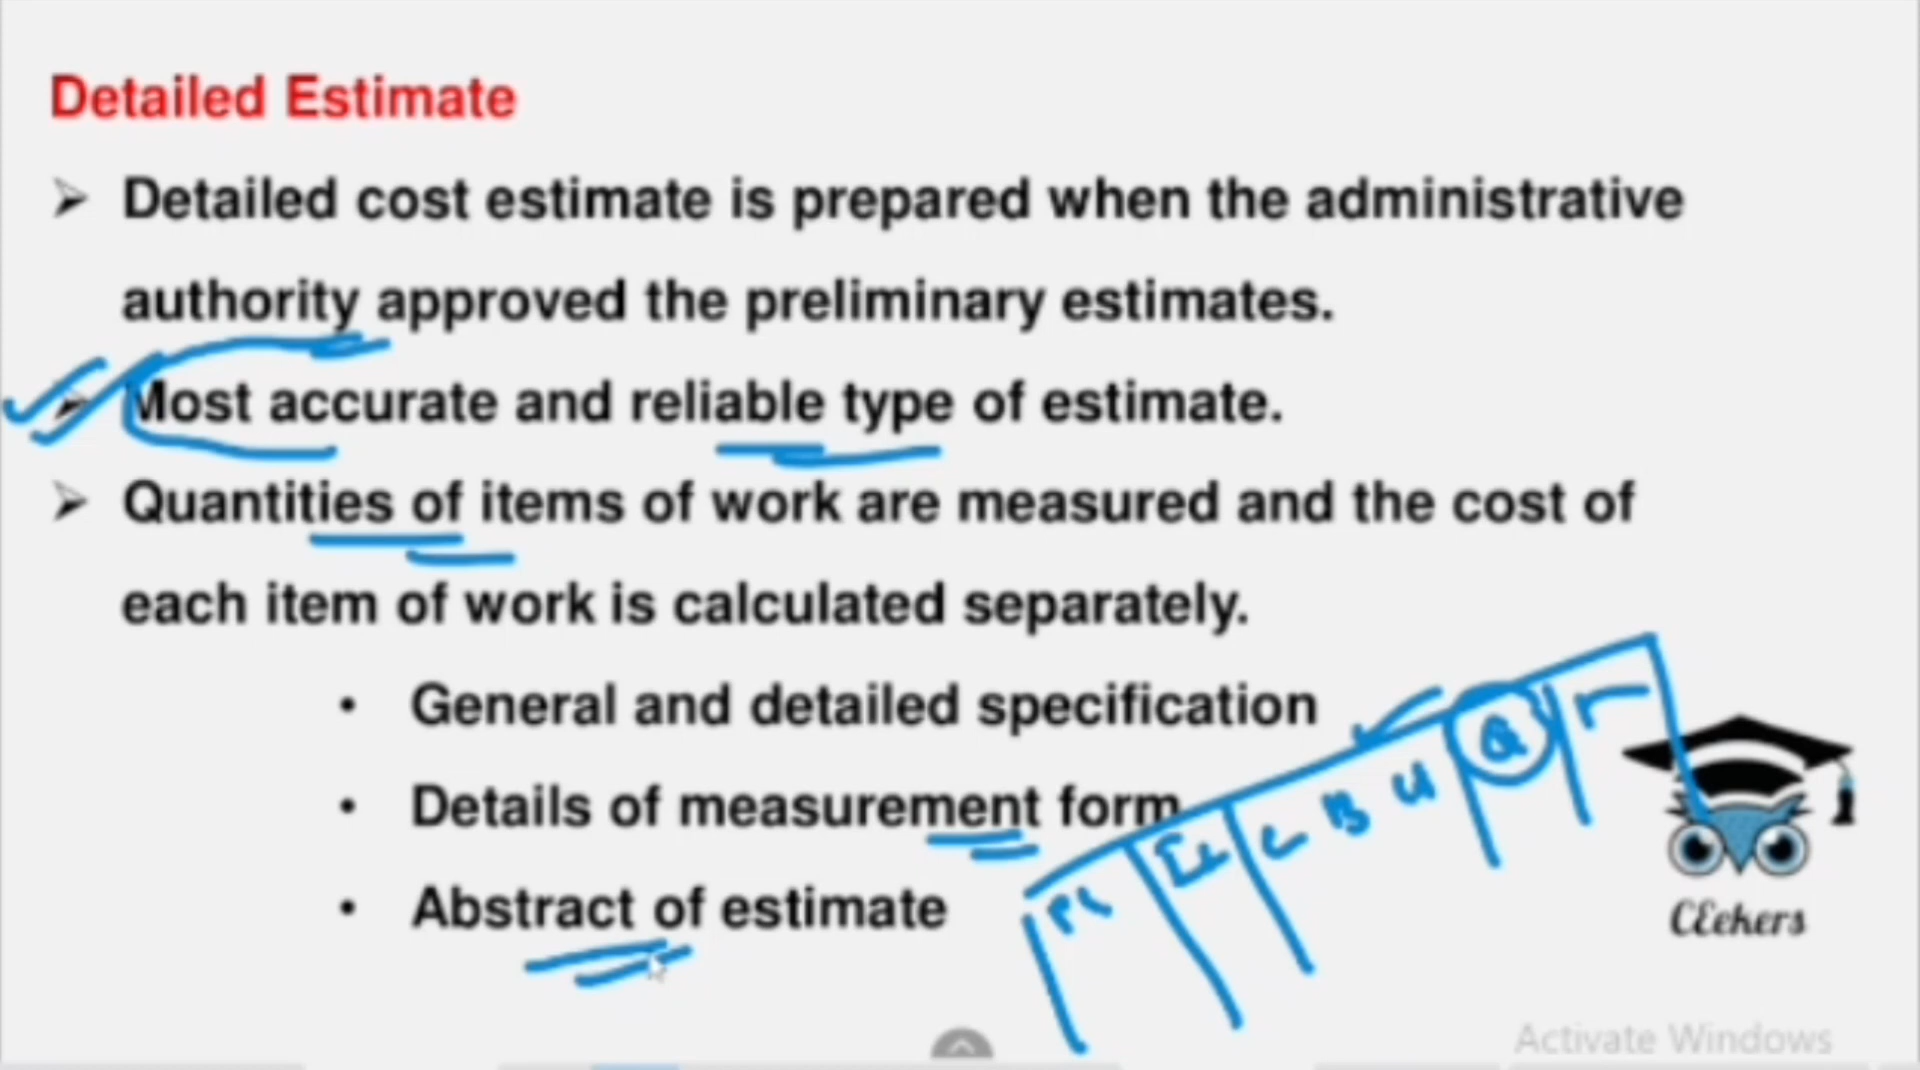 Detailed Estimate
Detailed cost estimate is prepared when the administrative
authority approved the preliminary estimates.
Most accurate and reliable type of estimate.
Quantities of items of work are measured and the cost of
each item of work is calculated separately.
General and detailed specification
Details of measurement form
Abstract of estimate
B
Q
CEekers
Activate Windows